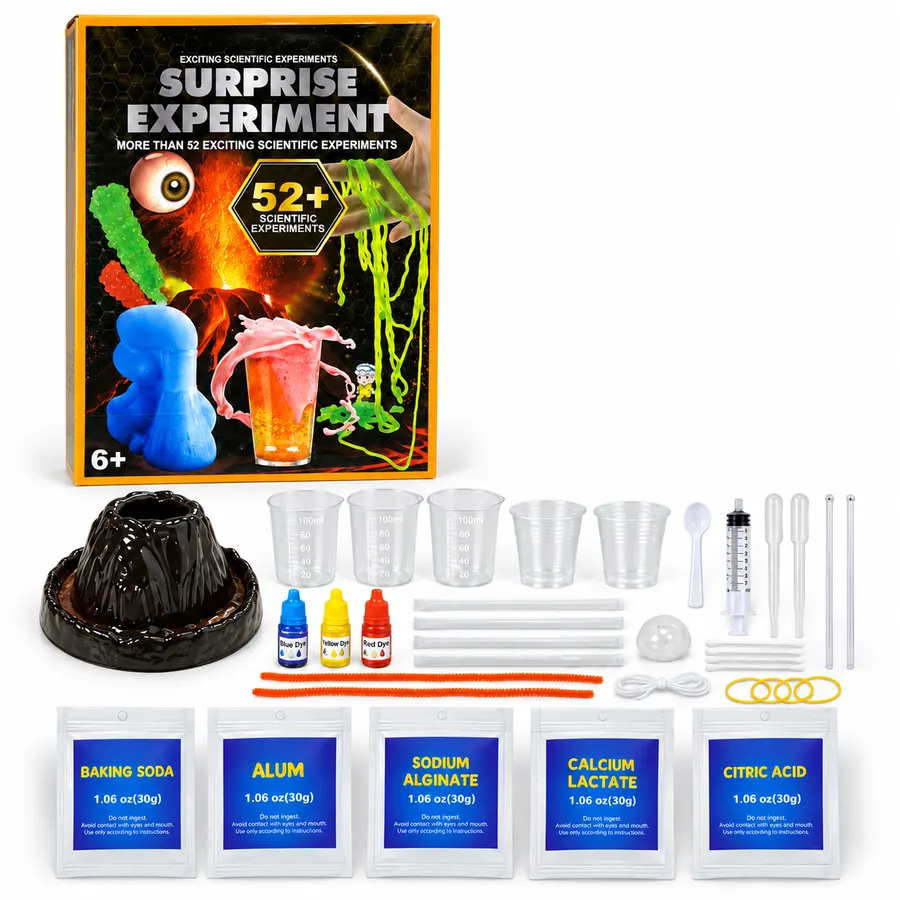 EXCITING SCIENTIFIC EXPERIMENTS
SURPRISE
EXPERIMENT
MORE THAN 52 EXCITING SCIENTIFIC EXPERIMENTS
52+
SCIENTIFIC
EXPERIMENTS
6+
100ml
80
60
40
20
100ml
80
60
40
20
100ml
80
60
40
20
Blue Dye
Yellow Dye
Red Dye
BAKING SODA
1.06 oz(30g)
Do not ingest.
Avoid contact with eyes and mouth.
Use only according to instructions.
ALUM
1.06 oz(30g)
Do not ingest.
Avoid contact with eyes and mouth.
Use only according to instructions.
SODIUM
ALGINATE
1.06 oz(30g)
Do not ingest.
Avoid contact with eyes and mouth.
Use only according to instructions.
CALCIUM
LACTATE
1.06 oz(30g)
Do not ingest.
Avoid contact with eyes and mouth.
Use only according to instructions.
CITRIC ACID
1.06 oz(30g)
Do not ingest.
Avoid contact with eyes and mouth.
Use only according to instructions.